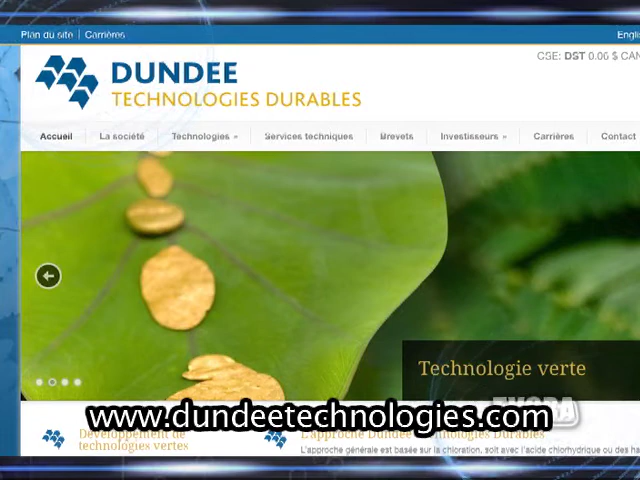 Plan du site | Carrières
CSE: DST 0.06 $ CAN
DUNDEE
TECHNOLOGIES DURABLES
Accueil La société Technologies » Services techniques Brevets Investisseurs » Carrières Contact
Technologie verte
www.dundeetechnologies.com
Développement de
technologies vertes
L'approche Dundee Technologies Durables
L'approche générale est basée sur la chloration, soit avec l'acide chlorhydrique ou des